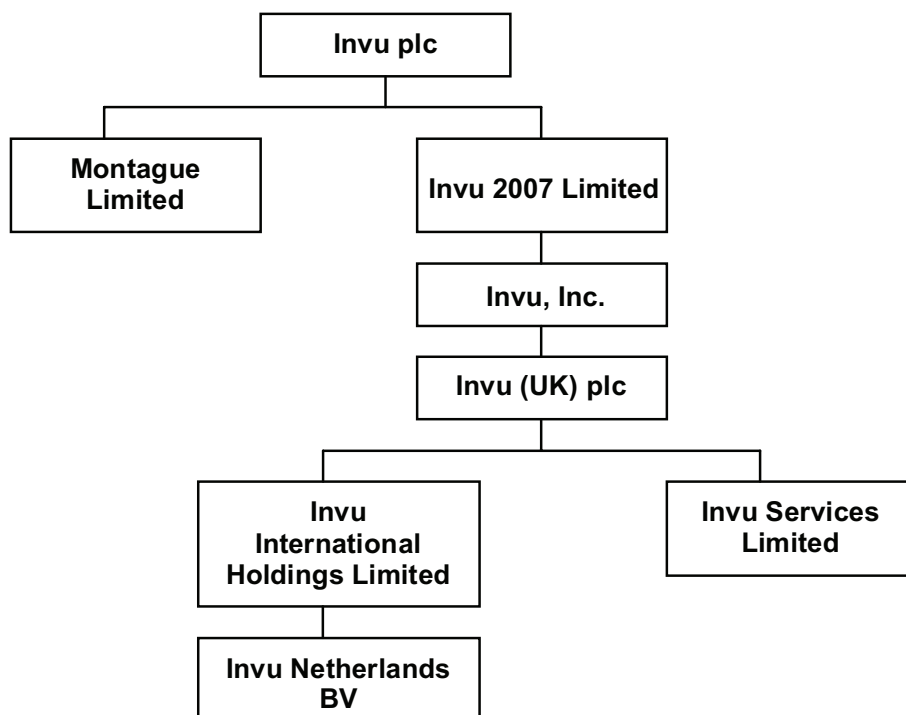 Invu plc
Montague
Limited
Invu 2007 Limited
Invu, Inc.
Invu (UK) plc
Invu
International
Holdings Limited
Invu Services
Limited
Invu Netherlands
BV